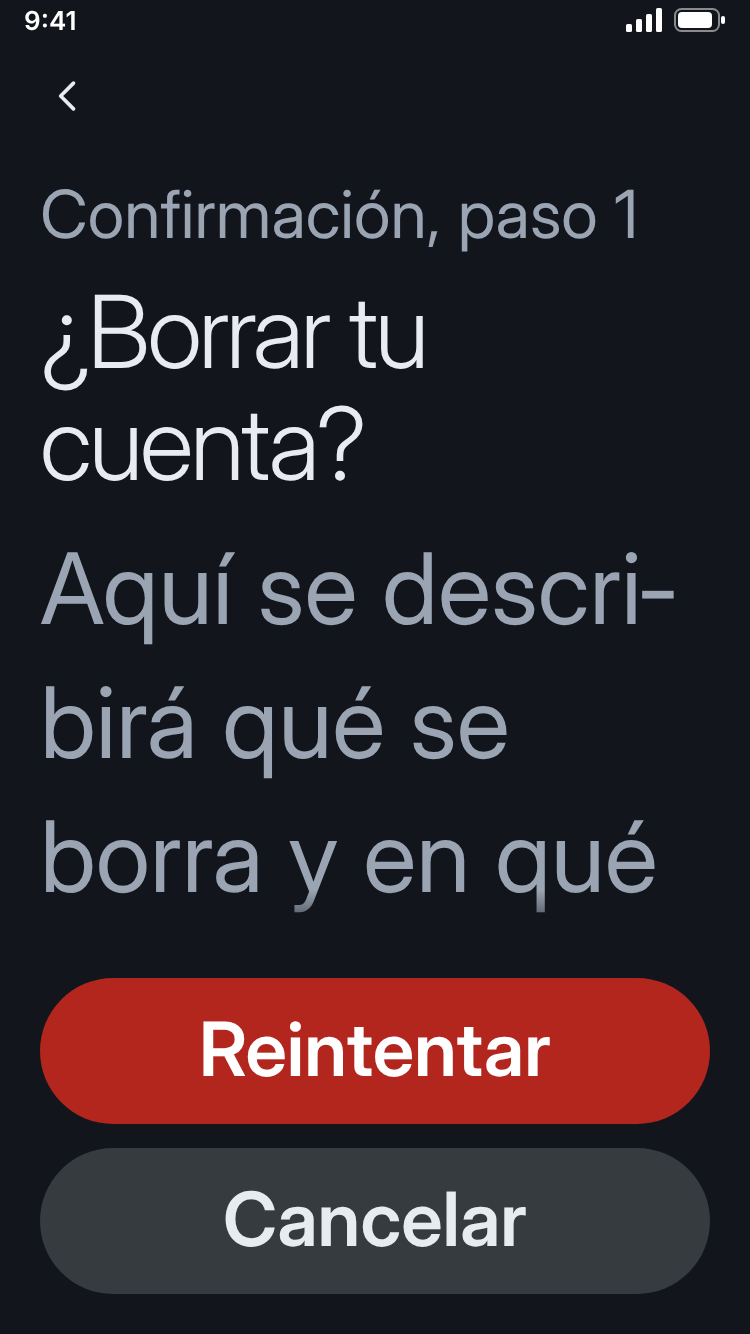 9:41
Confirmación, paso 1
¿Borrar tu
cuenta?
Aquí se descri-
birá qué se
borra y en qué
Reintentar
Cancelar